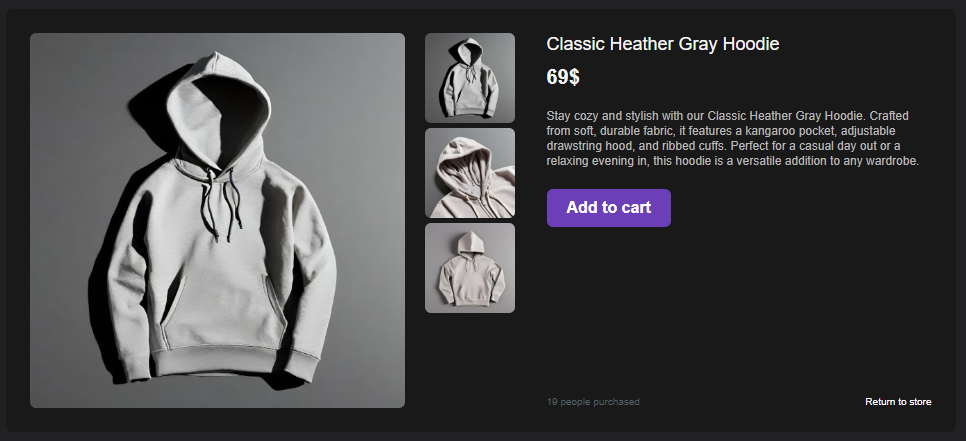 Classic Heather Gray Hoodie
69$
Stay cozy and stylish with our Classic Heather Gray Hoodie. Crafted
from soft, durable fabric, it features a kangaroo pocket, adjustable
drawstring hood, and ribbed cuffs. Perfect for a casual day out or a
relaxing evening in, this hoodie is a versatile addition to any wardrobe.
Add to cart
19 people purchased
Return to store